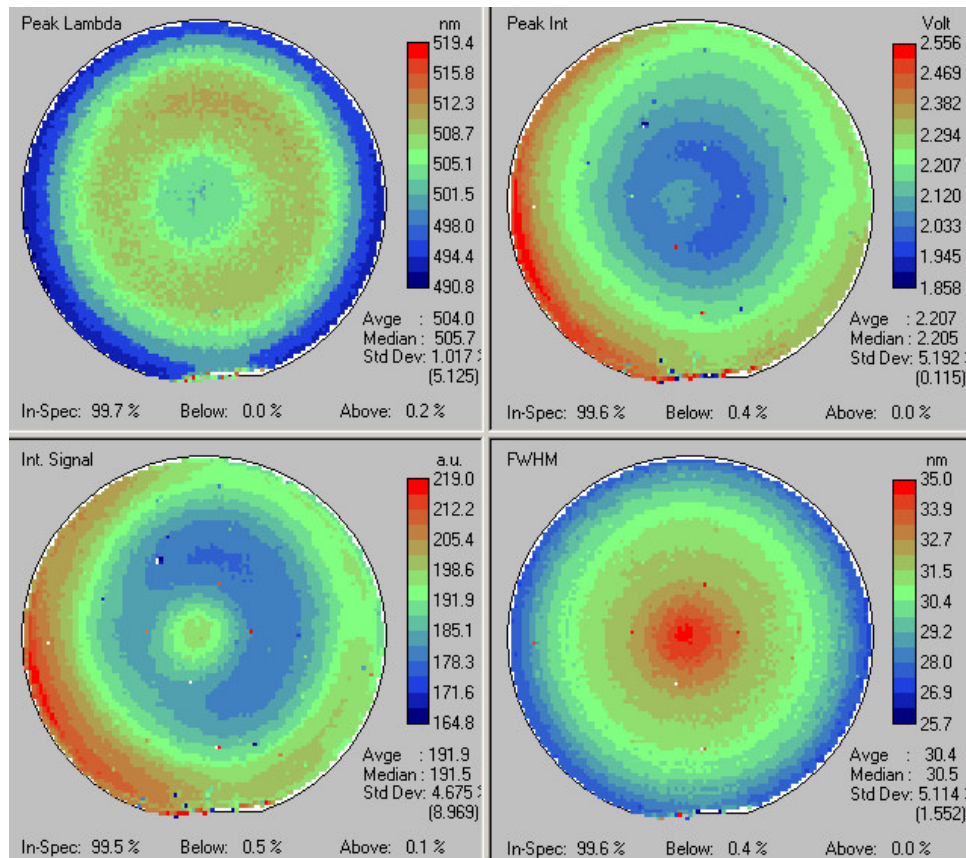 Peak Lambda nm
519.4
515.8
512.3
508.7
505.1
501.5
498.0
494.4
490.8
Avge : 504.0
Median : 505.7
Std Dev: 1.017
(5.125)
In-Spec: 99.7 % Below: 0.0 % Above: 0.2 %
Peak Int Volt
2.556
2.469
2.382
2.294
2.207
2.120
2.033
1.945
1.858
Avge : 2.207
Median : 2.205
Std Dev: 5.192
(0.115)
In-Spec: 99.6 % Below: 0.4 % Above: 0.0 %
Int. Signal a.u.
219.0
212.2
205.4
198.6
191.9
185.1
178.3
171.6
164.8
Avge : 191.9
Median : 191.5
Std Dev: 4.675
(8.969)
In-Spec: 99.5 % Below: 0.5 % Above: 0.1 %
FWHM nm
35.0
33.9
32.7
31.5
30.4
29.2
28.0
26.9
25.7
Avge : 30.4
Median : 30.5
Std Dev: 5.114
(1.552)
In-Spec: 99.6 % Below: 0.4 % Above: 0.0 %